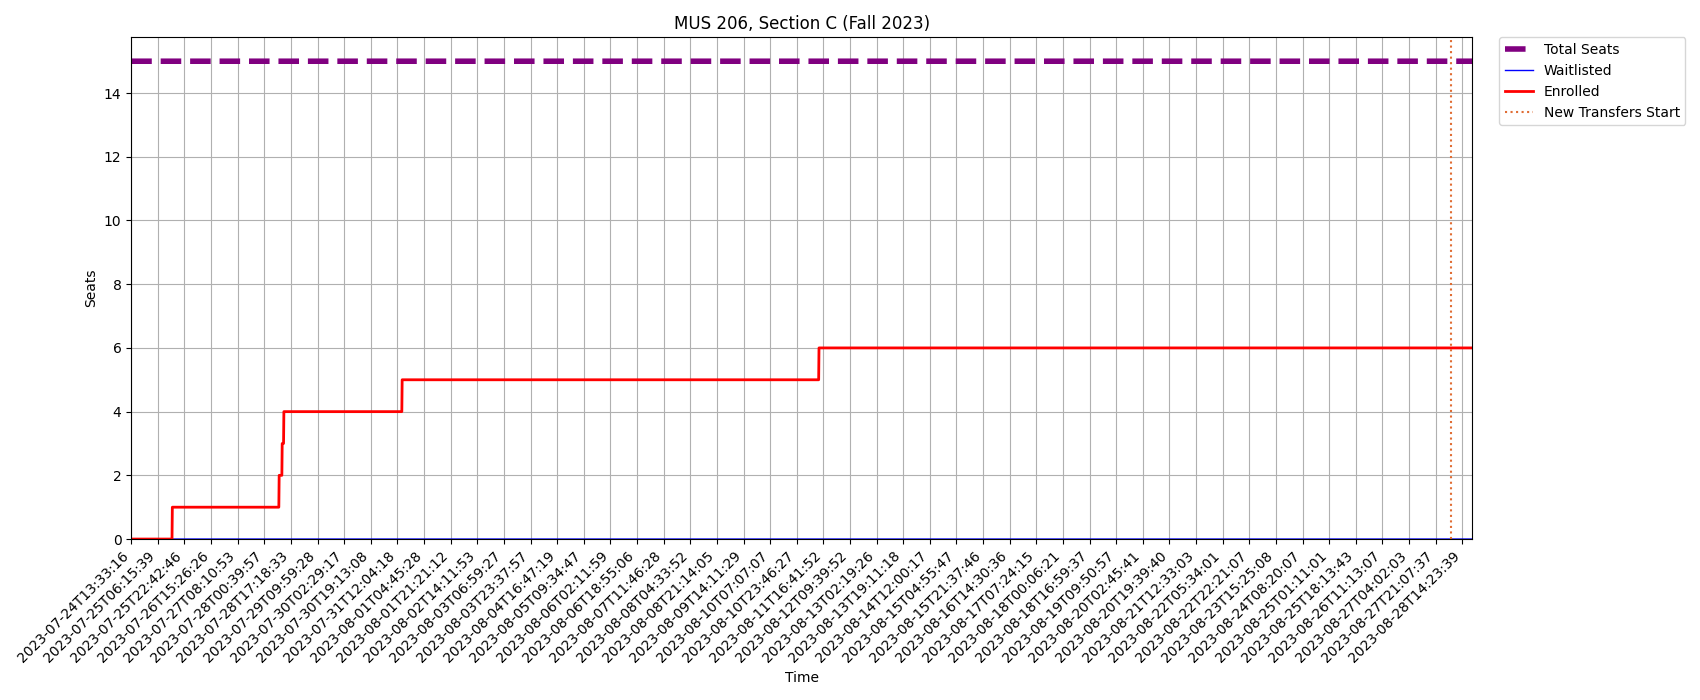 MUS 206, Section C (Fall 2023)
Total Seats
Waitlisted
Enrolled
New Transfers Start
14
12
10
8
6
4
2
0
Seats
2023-07-24T13:33:16
2023-07-25T06:15:39
2023-07-25T22:42:46
2023-07-26T15:26:26
2023-07-27T08:10:53
2023-07-28T00:39:57
2023-07-28T17:18:33
2023-07-29T09:59:28
2023-07-30T02:29:17
2023-07-30T19:13:08
2023-07-31T12:04:18
2023-08-01T04:45:28
2023-08-01T21:21:12
2023-08-02T14:11:53
2023-08-03T06:59:27
2023-08-03T23:37:57
2023-08-04T16:47:19
2023-08-05T09:34:47
2023-08-06T02:11:59
2023-08-06T18:55:06
2023-08-07T11:46:28
2023-08-08T04:33:52
2023-08-08T21:14:05
2023-08-09T14:11:29
2023-08-10T07:07:07
2023-08-10T23:46:27
2023-08-11T16:41:52
2023-08-12T09:39:52
2023-08-13T02:19:26
2023-08-13T19:11:18
2023-08-14T12:00:17
2023-08-15T04:55:47
2023-08-15T21:37:46
2023-08-16T14:30:36
2023-08-17T07:24:15
2023-08-18T00:06:21
2023-08-18T16:59:37
2023-08-19T09:50:57
2023-08-20T02:45:41
2023-08-20T19:39:40
2023-08-21T12:33:03
2023-08-22T05:34:01
2023-08-22T22:21:07
2023-08-23T15:25:08
2023-08-24T08:20:07
2023-08-25T01:11:01
2023-08-25T18:13:43
2023-08-26T11:13:07
2023-08-27T04:02:03
2023-08-27T21:07:37
2023-08-28T14:23:39
Time